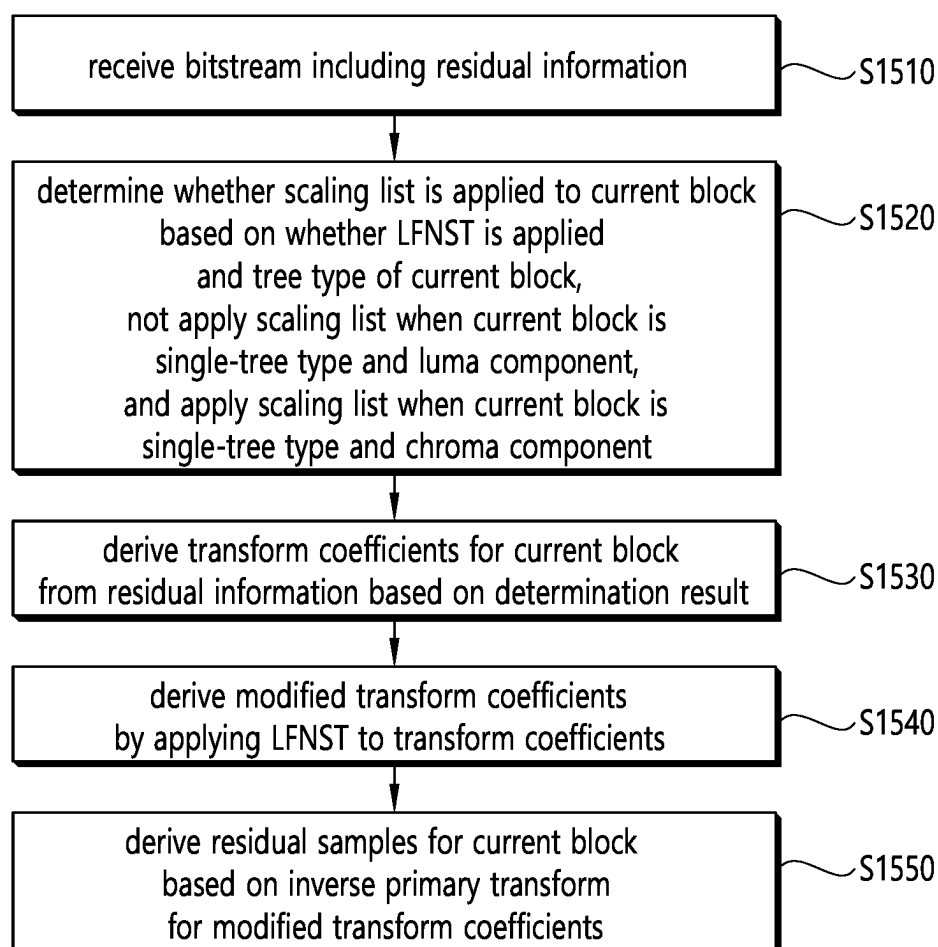 receive bitstream including residual information
S1510
determine whether scaling list is applied to current block
based on whether LFNST is applied
and tree type of current block,
not apply scaling list when current block is
single-tree type and luma component,
and apply scaling list when current block is
single-tree type and chroma component
S1520
derive transform coefficients for current block
from residual information based on determination result
S1530
derive modified transform coefficients
by applying LFNST to transform coefficients
S1540
derive residual samples for current block
based on inverse primary transform
for modified transform coefficients
S1550